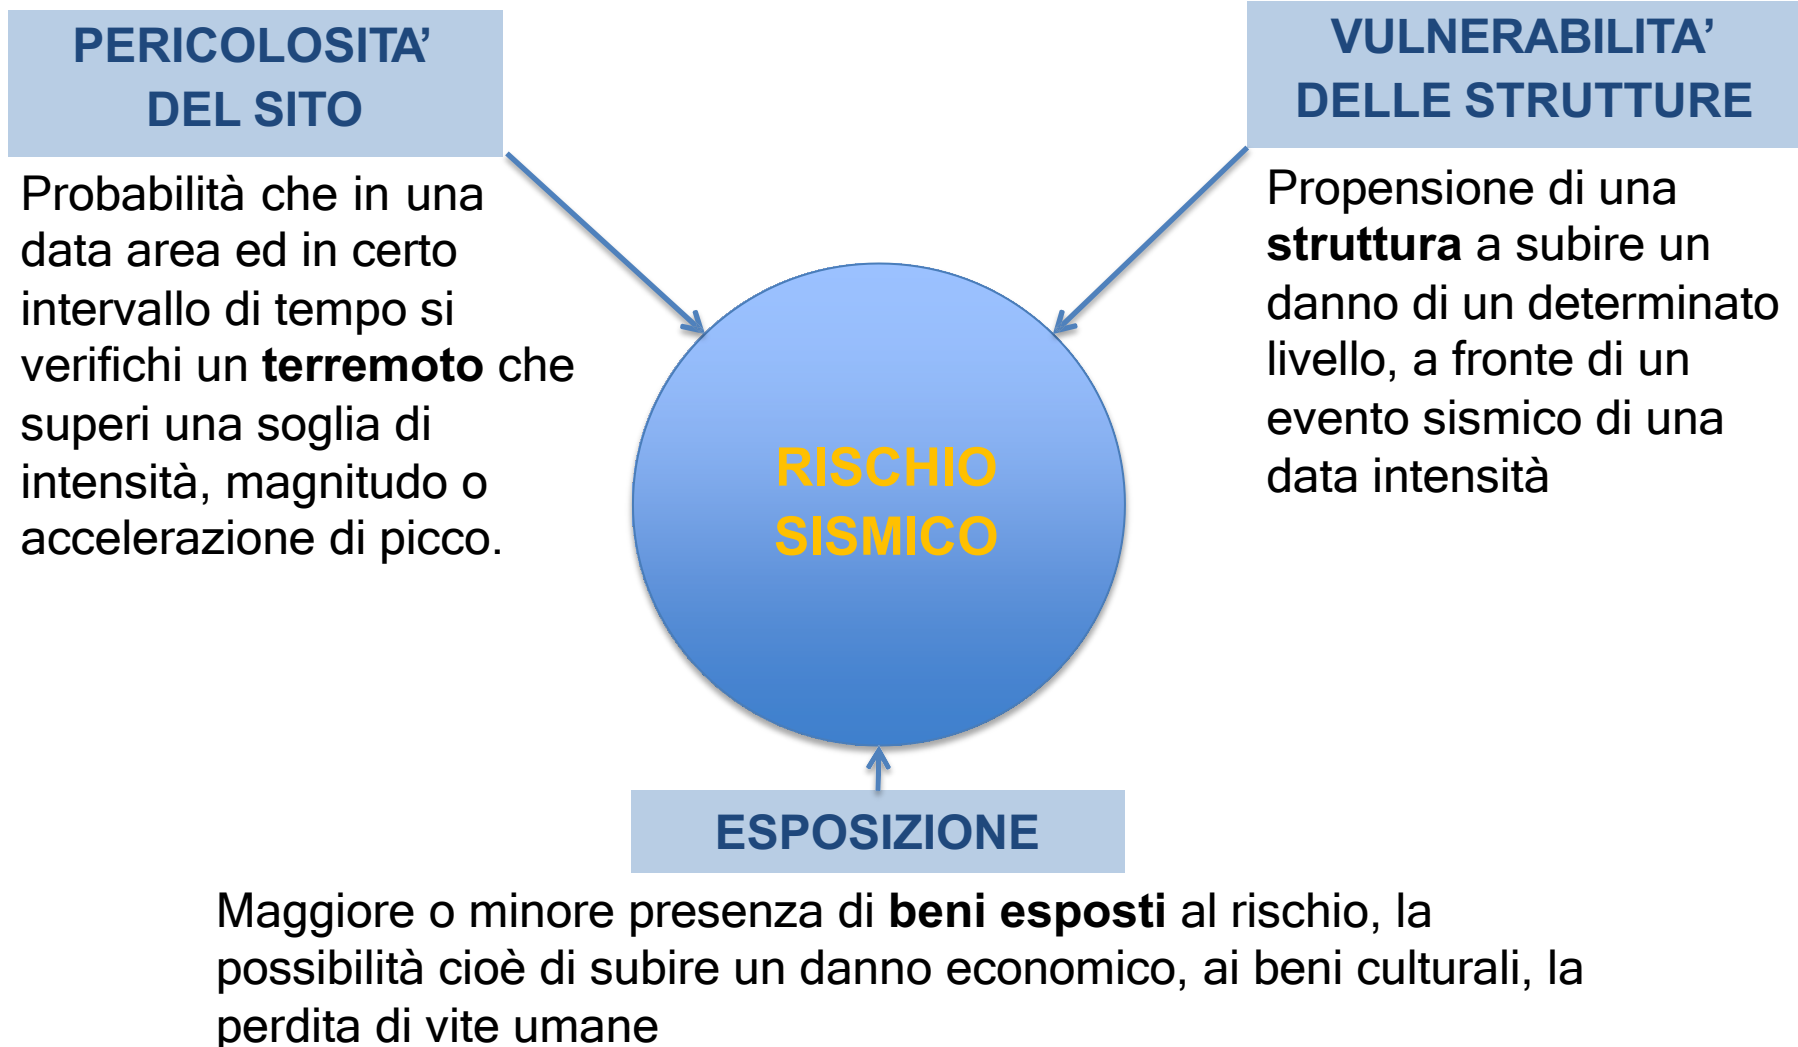 PERICOLOSITA’
DEL SITO
Probabilità che in una
data area ed in certo
intervallo di tempo si
verifichi un terremoto che
superi una soglia di
intensità, magnitudo o
accelerazione di picco.
VULNERABILITA’
DELLE STRUTTURE
Propensione di una
struttura a subire un
danno di un determinato
livello, a fronte di un
evento sismico di una
data intensità
RISCHIO
SISMICO
ESPOSIZIONE
Maggiore o minore presenza di beni esposti al rischio, la
possibilità cioè di subire un danno economico, ai beni culturali, la
perdita di vite umane